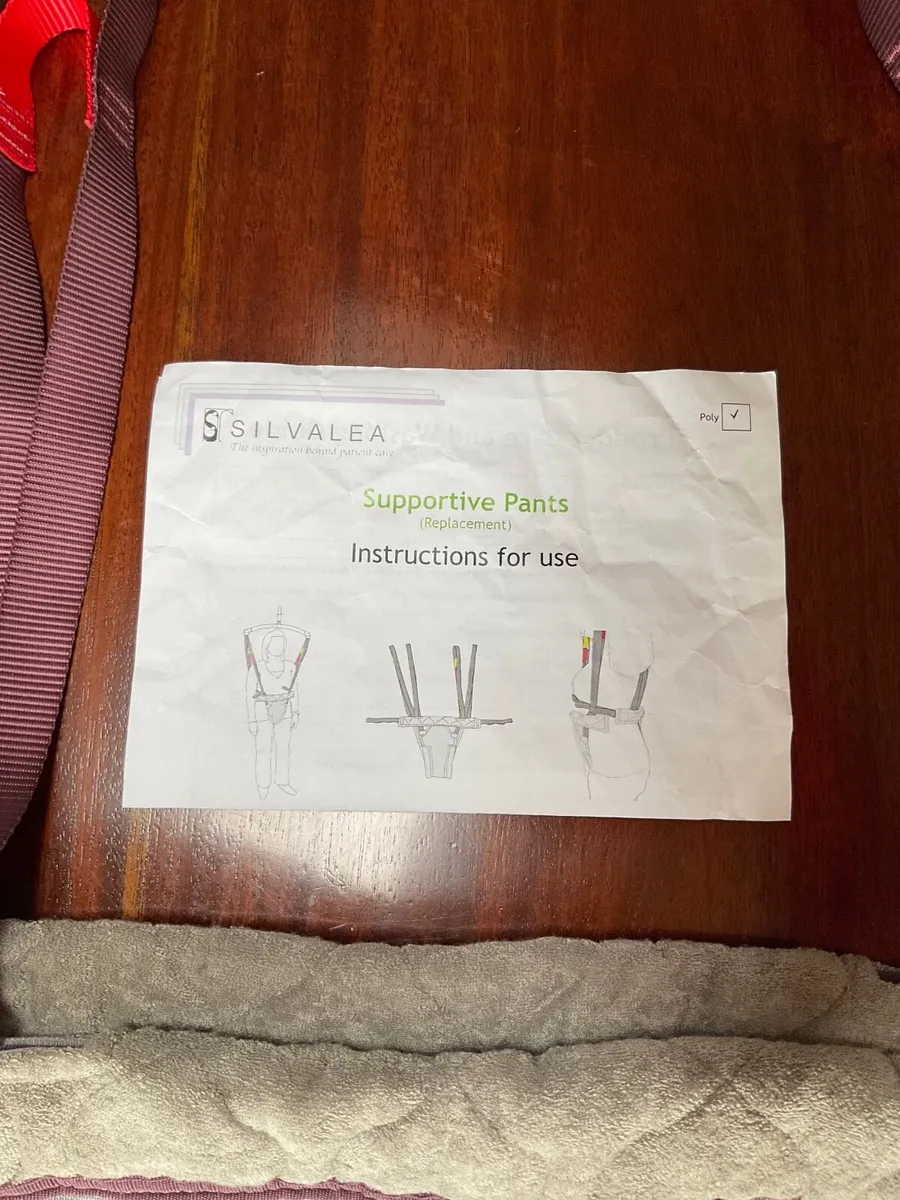 Poly ✓
SILVALEA
The inspiration behind patient care
Supportive Pants
(Replacement)
Instructions for use